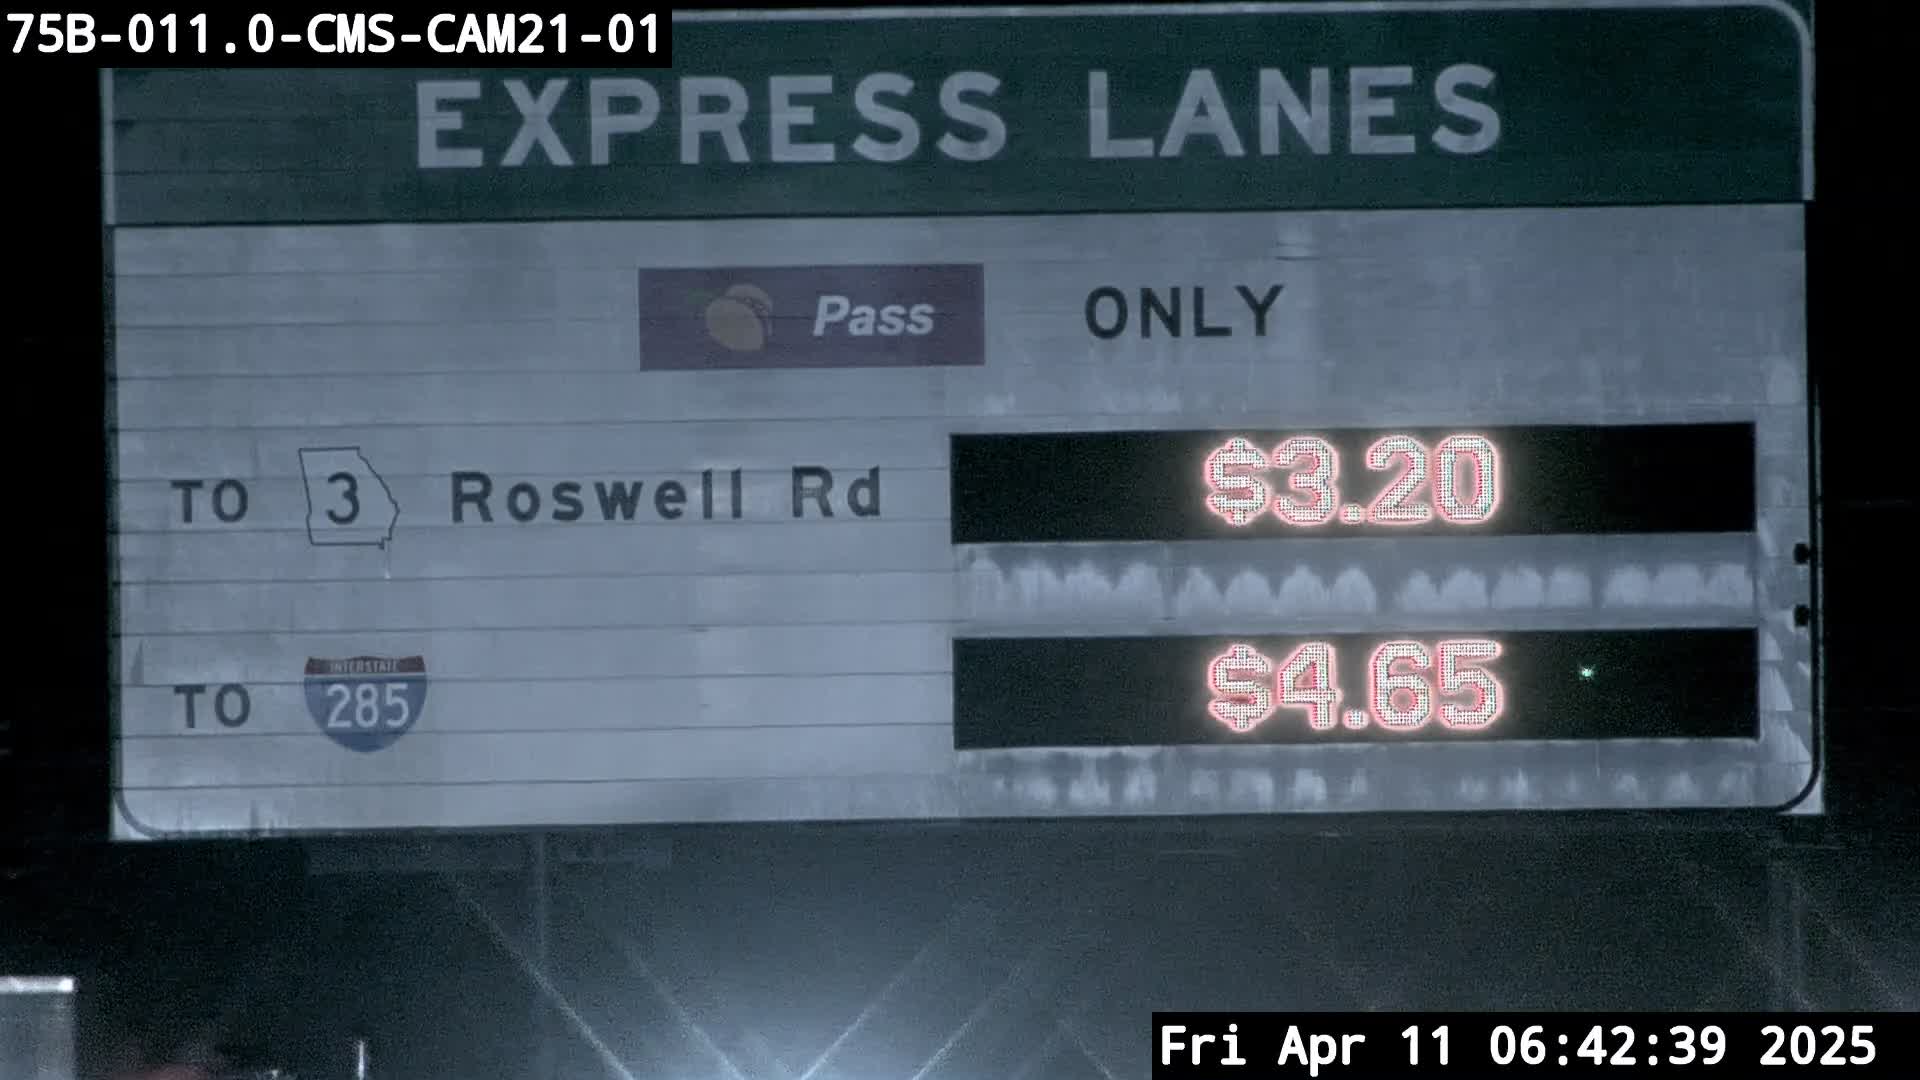 75B-011.0-CMS-CAM21-01
EXPRESS LANES
Pass ONLY
TO 3 Roswell Rd $3.20
INTERSTATE
TO 285 $4.65
Fri Apr 11 06:42:39 2025